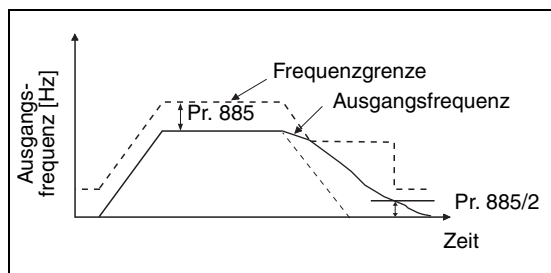 Ausgangs-
frequenz [Hz]
Frequenzgrenze
Pr. 885
Ausgangsfrequenz
Pr. 885/2
Zeit